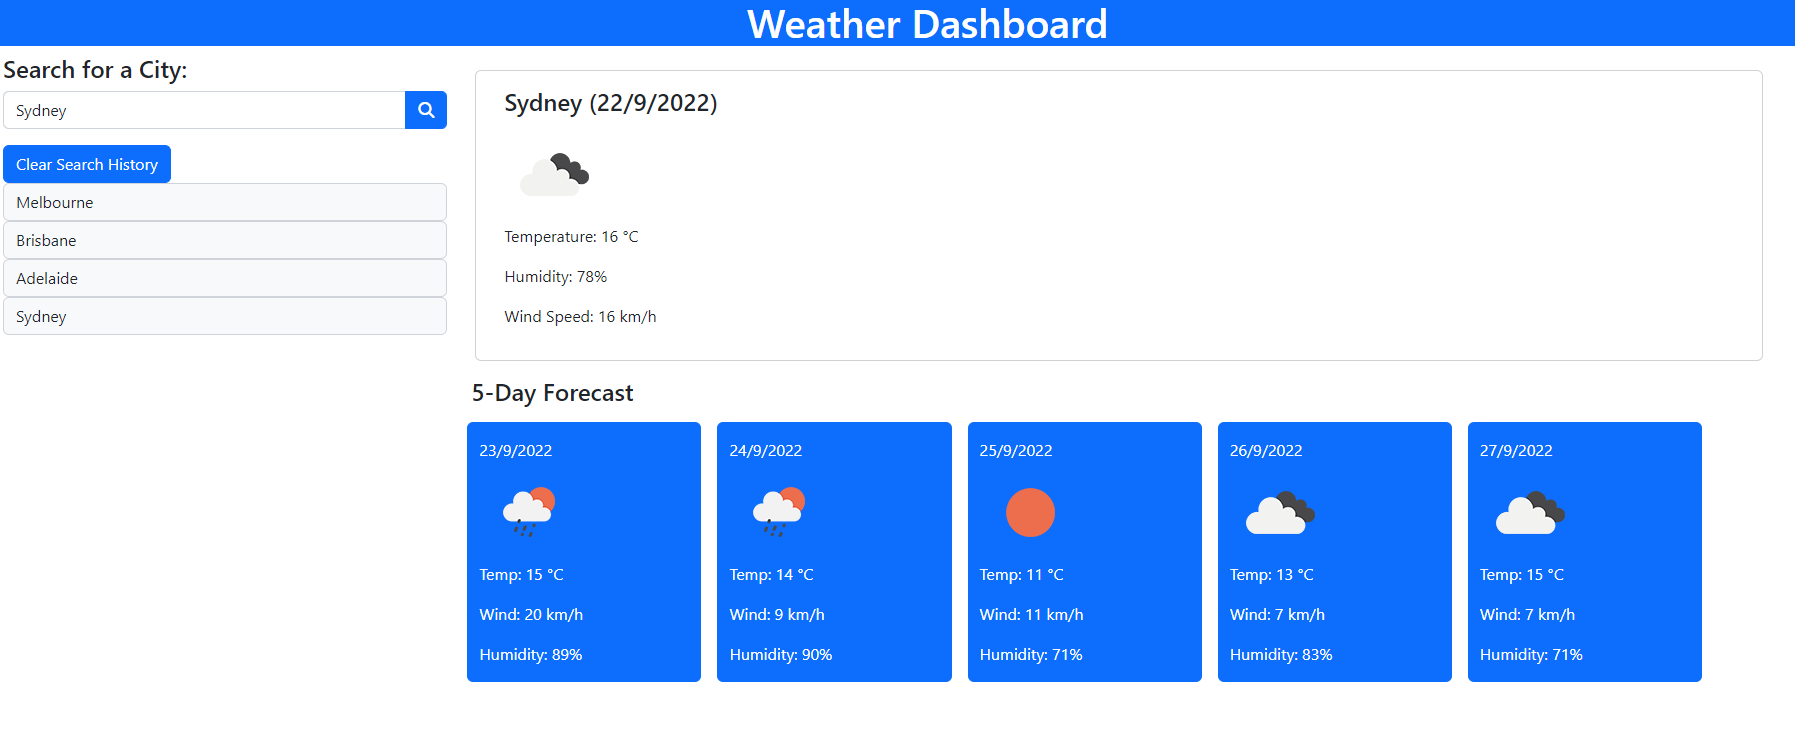 Weather Dashboard
Search for a City:
Sydney
Clear Search History
Melbourne
Brisbane
Adelaide
Sydney
Sydney (22/9/2022)
Temperature: 16 °C
Humidity: 78%
Wind Speed: 16 km/h
5-Day Forecast
23/9/2022
Temp: 15 °C
Wind: 20 km/h
Humidity: 89%
24/9/2022
Temp: 14 °C
Wind: 9 km/h
Humidity: 90%
25/9/2022
Temp: 11 °C
Wind: 11 km/h
Humidity: 71%
26/9/2022
Temp: 13 °C
Wind: 7 km/h
Humidity: 83%
27/9/2022
Temp: 15 °C
Wind: 7 km/h
Humidity: 71%